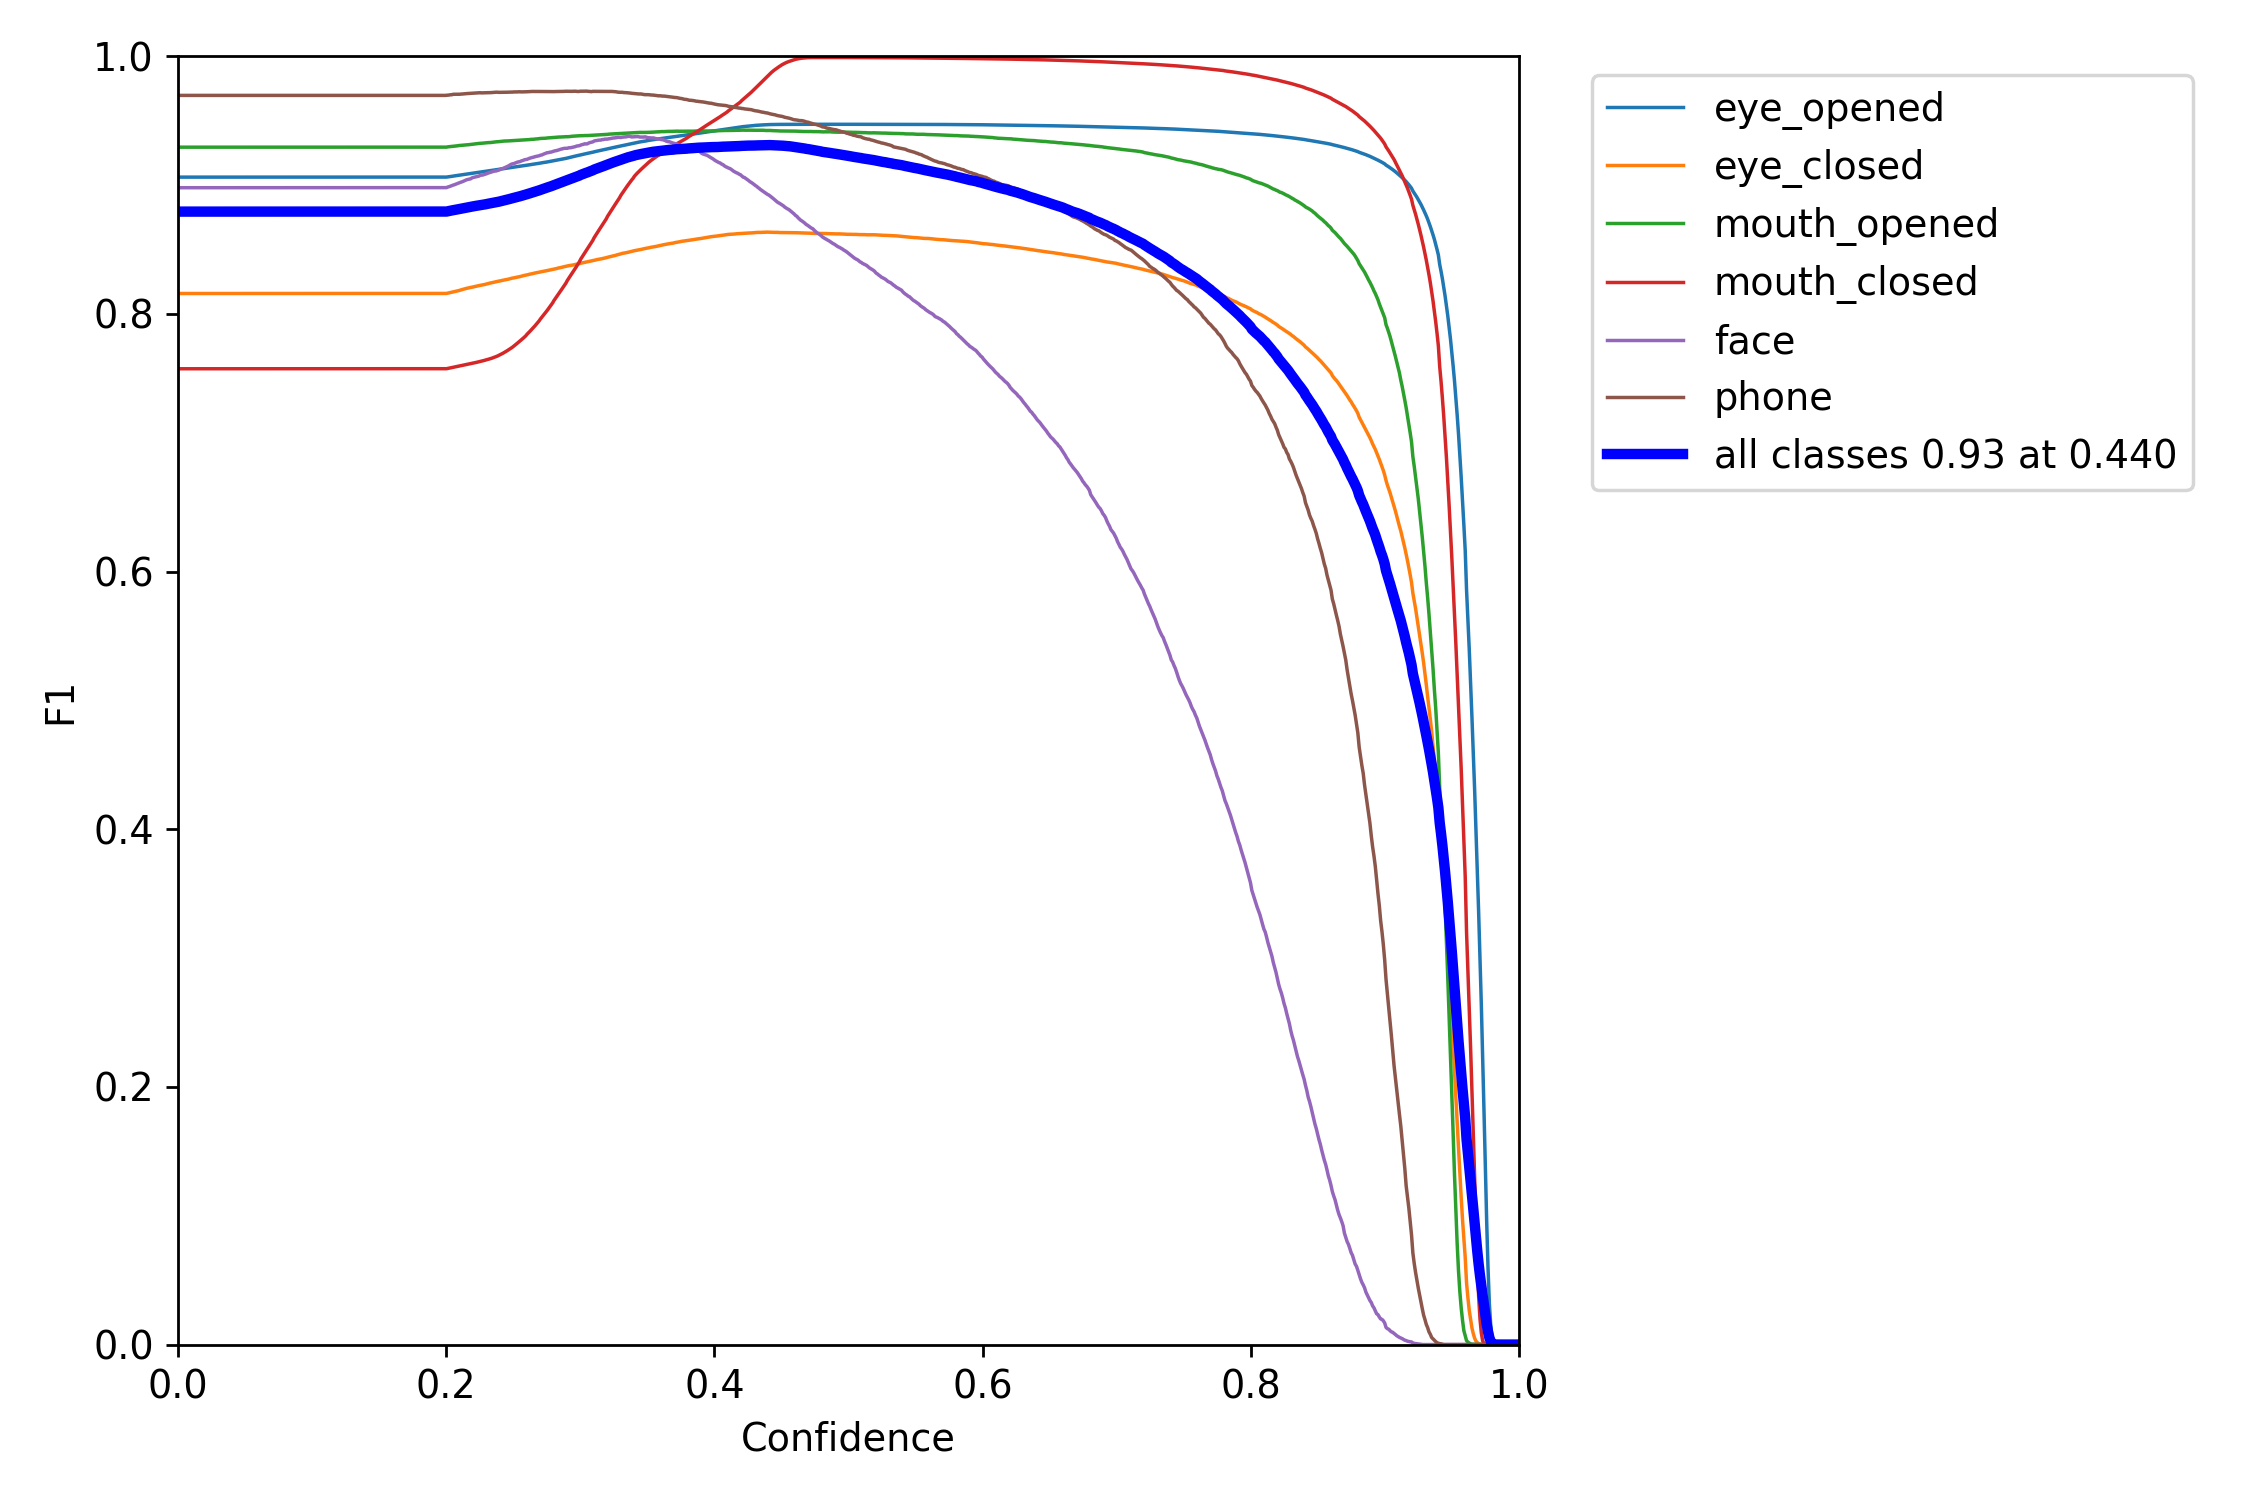 1.0
0.8
0.6
0.4
0.2
0.0
F1
0.0 0.2 0.4 0.6 0.8 1.0
Confidence
eye_opened
eye_closed
mouth_opened
mouth_closed
face
phone
all classes 0.93 at 0.440